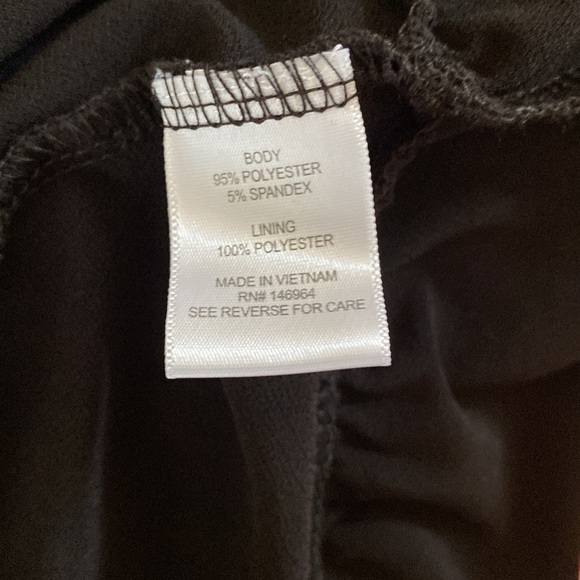 BODY
95% POLYESTER
5% SPANDEX
LINING
100% POLYESTER
MADE IN VIETNAM
RN# 146964
SEE REVERSE FOR CARE